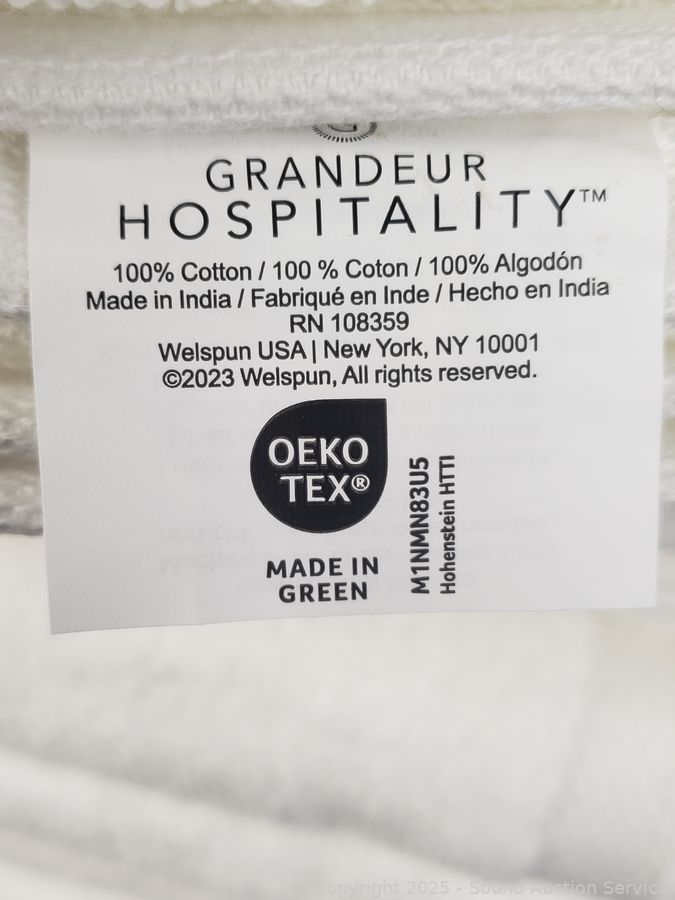 GRANDEUR
HOSPITALITY™
100% Cotton / 100 % Coton / 100% Algodón
Made in India / Fabriqué en Inde / Hecho en India
RN 108359
Welspun USA | New York, NY 10001
©2023 Welspun, All rights reserved.
OEKO
TEX®
MADE IN
GREEN
M1NMN83U5
Hohenstein HTTI
Copyright 2025 - Sound Auction Service